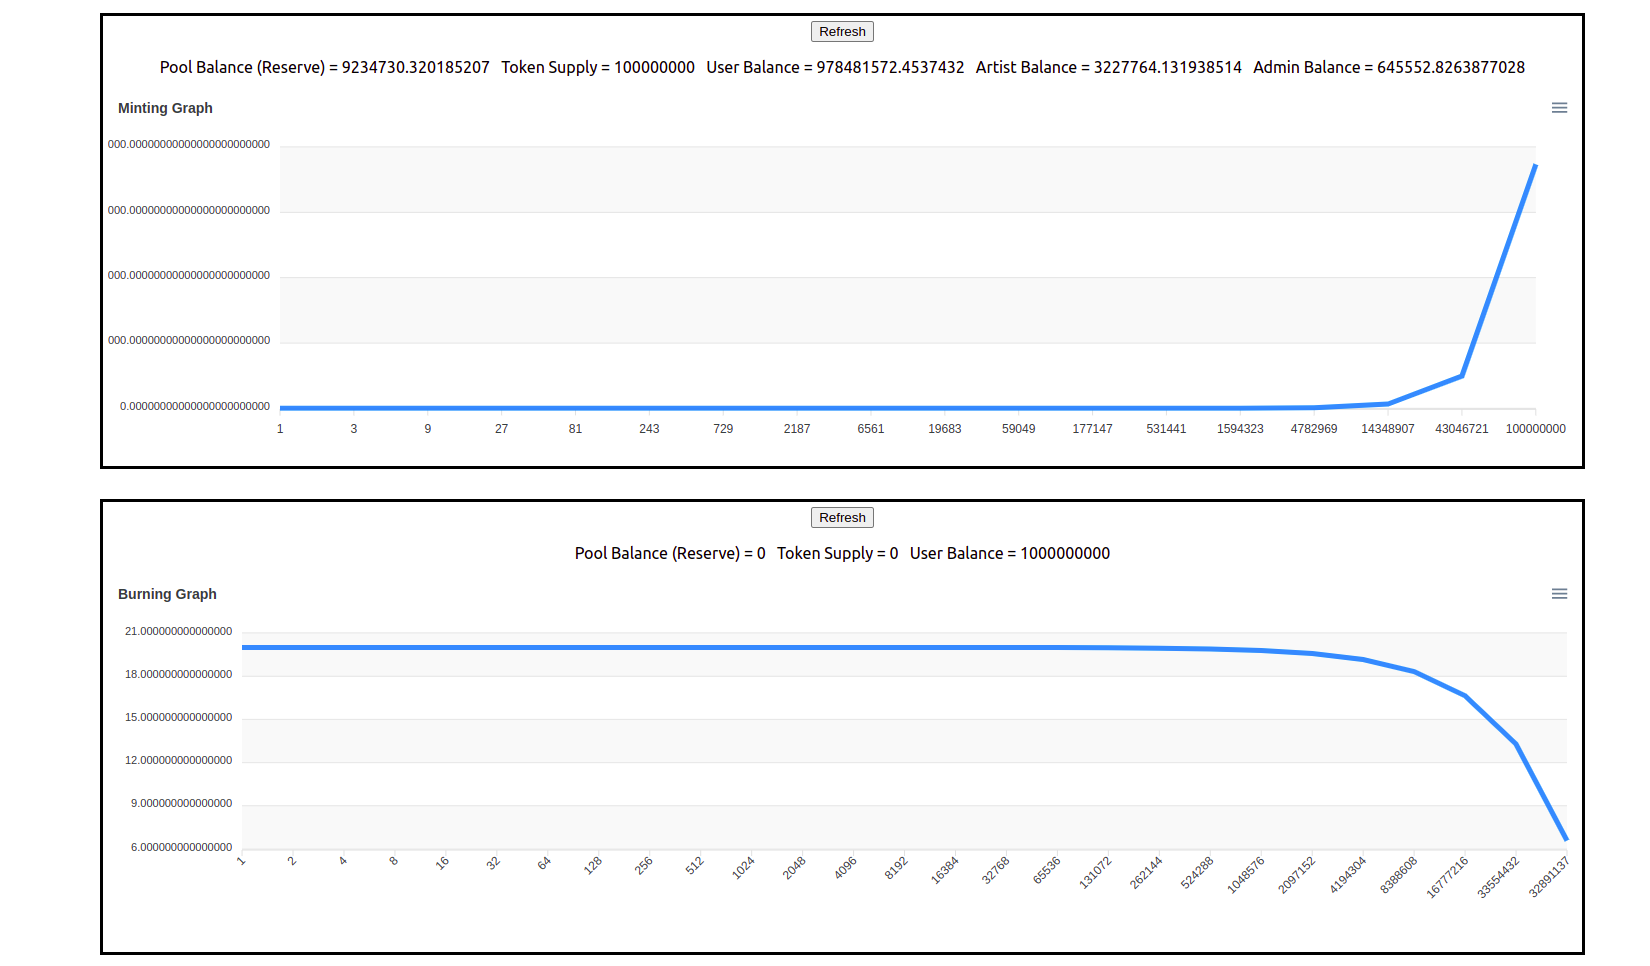 Refresh
Pool Balance (Reserve) = 9234730.320185207 Token Supply = 100000000 User Balance = 978481572.4537432 Artist Balance = 3227764.131938514 Admin Balance = 645552.8263877028
Minting Graph
000.00000000000000000000000
000.00000000000000000000000
000.00000000000000000000000
000.00000000000000000000000
0.00000000000000000000000
1 3 9 27 81 243 729 2187 6561 19683 59049 177147 531441 1594323 4782969 14348907 43046721 100000000
Refresh
Pool Balance (Reserve) = 0 Token Supply = 0 User Balance = 1000000000
Burning Graph
21.000000000000000
18.000000000000000
15.000000000000000
12.000000000000000
9.000000000000000
6.000000000000000
1 2 4 8 16 32 64 128 256 512 1024 2048 4096 8192 16384 32768 65536 131072 262144 524288 1048576 2097152 4194304 8388608 16777216 33554432 32891137